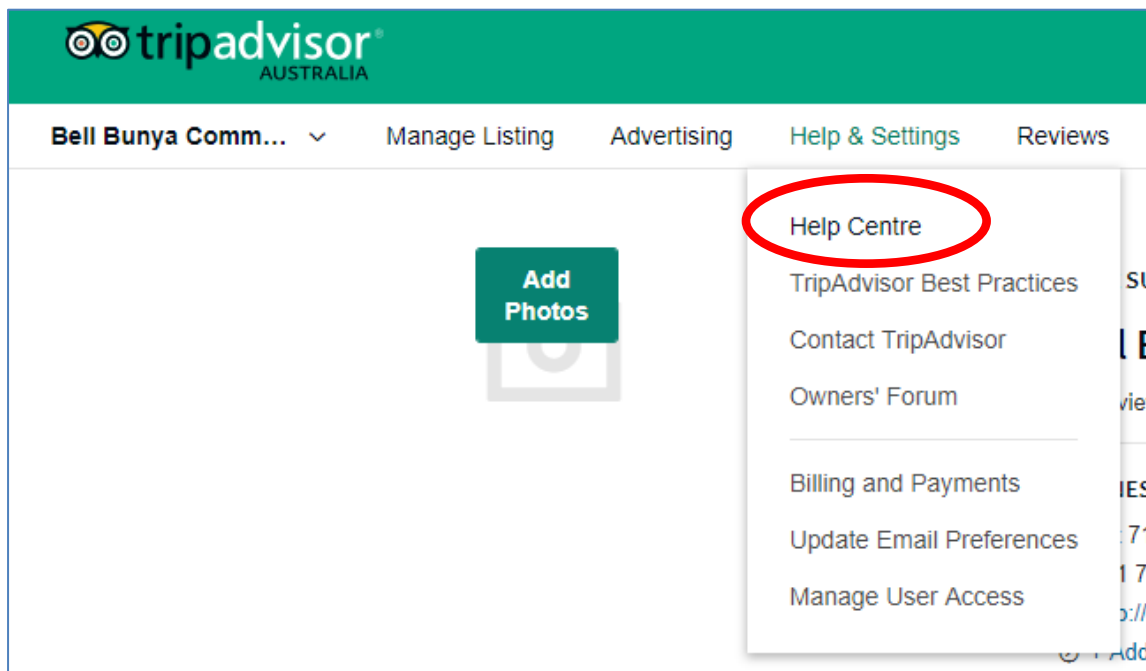 tripadvisor®
AUSTRALIA
Bell Bunya Comm... Manage Listing Advertising Help & Settings Reviews
Add
Photos
Help Centre
TripAdvisor Best Practices
Contact TripAdvisor
Owners' Forum
Billing and Payments
Update Email Preferences
Manage User Access